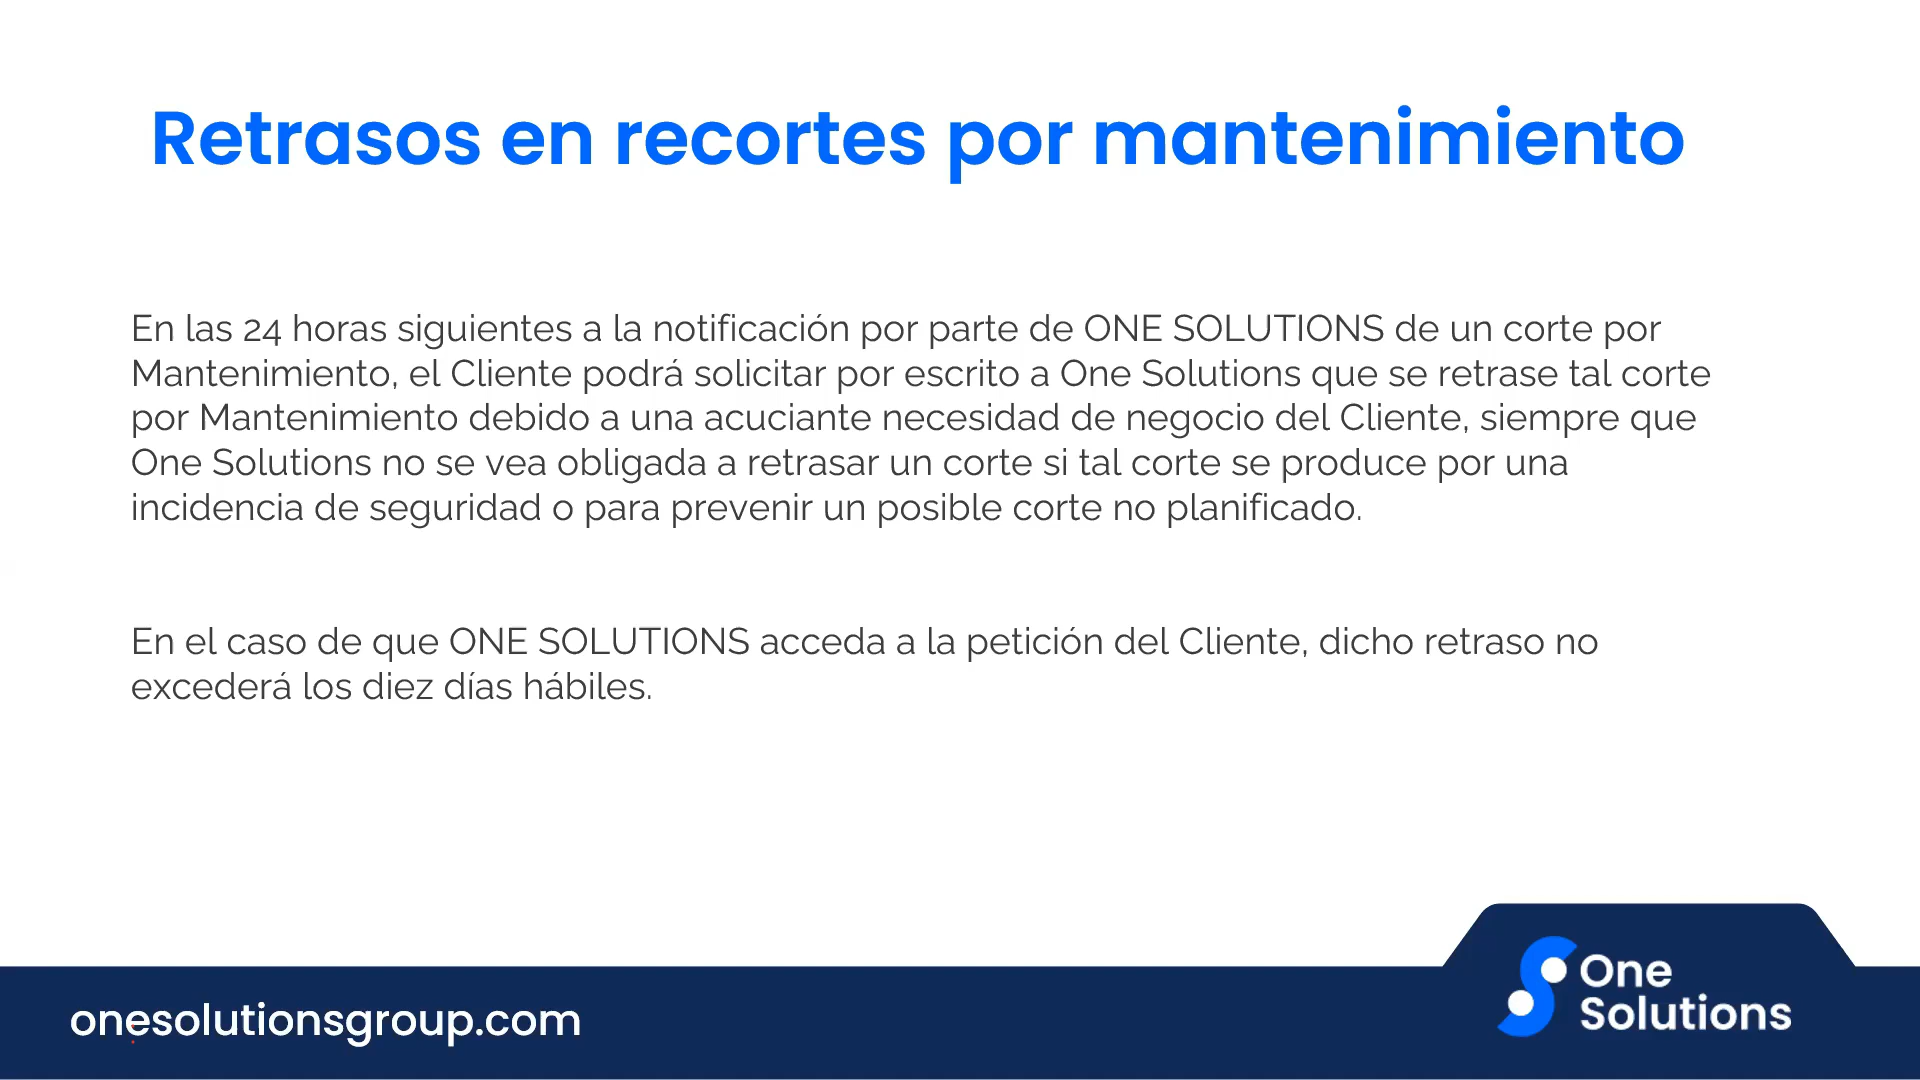 Retrasos en recortes por mantenimiento
En las 24 horas siguientes a la notificación por parte de ONE SOLUTIONS de un corte por
Mantenimiento, el Cliente podrá solicitar por escrito a One Solutions que se retrase tal corte
por Mantenimiento debido a una acuciante necesidad de negocio del Cliente, siempre que
One Solutions no se vea obligada a retrasar un corte si tal corte se produce por una
incidencia de seguridad o para prevenir un posible corte no planificado.
En el caso de que ONE SOLUTIONS acceda a la petición del Cliente, dicho retraso no
excederá los diez días hábiles.
onesolutionsgroup.com
One
Solutions